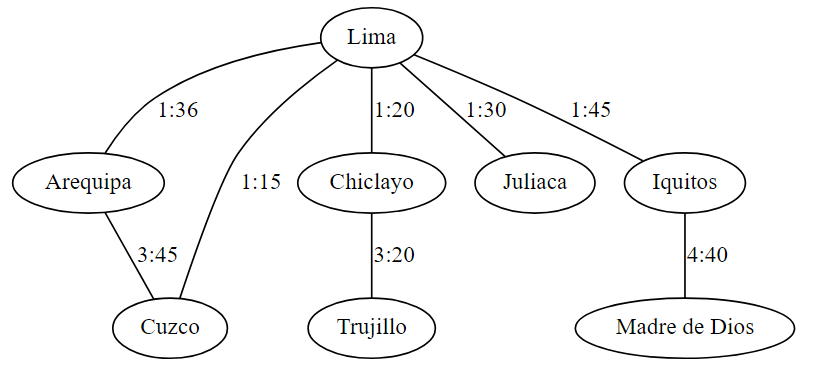 Lima
1:36
1:20
1:30
1:45
Arequipa
1:15
Chiclayo
Juliaca
Iquitos
3:45
3:20
4:40
Cuzco
Trujillo
Madre de Dios